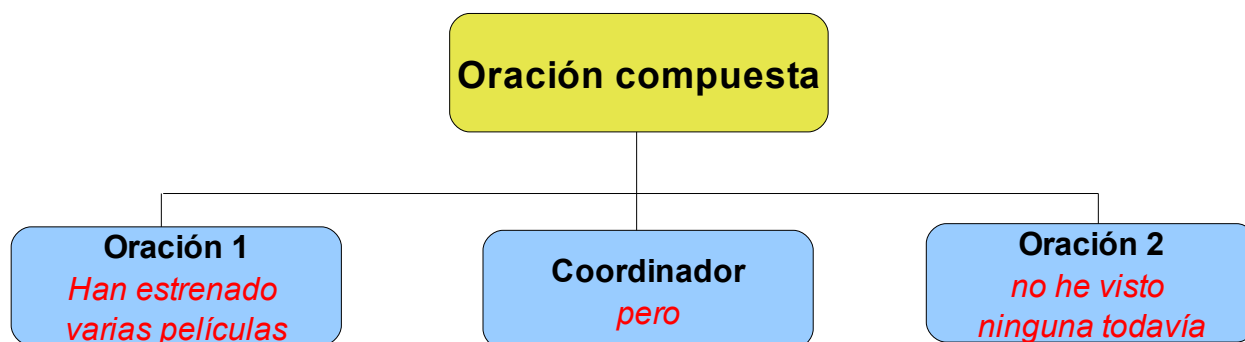 Oración compuesta
Oración 1
Han estrenado
varias películas
Coordinador
pero
Oración 2
no he visto
ninguna todavía